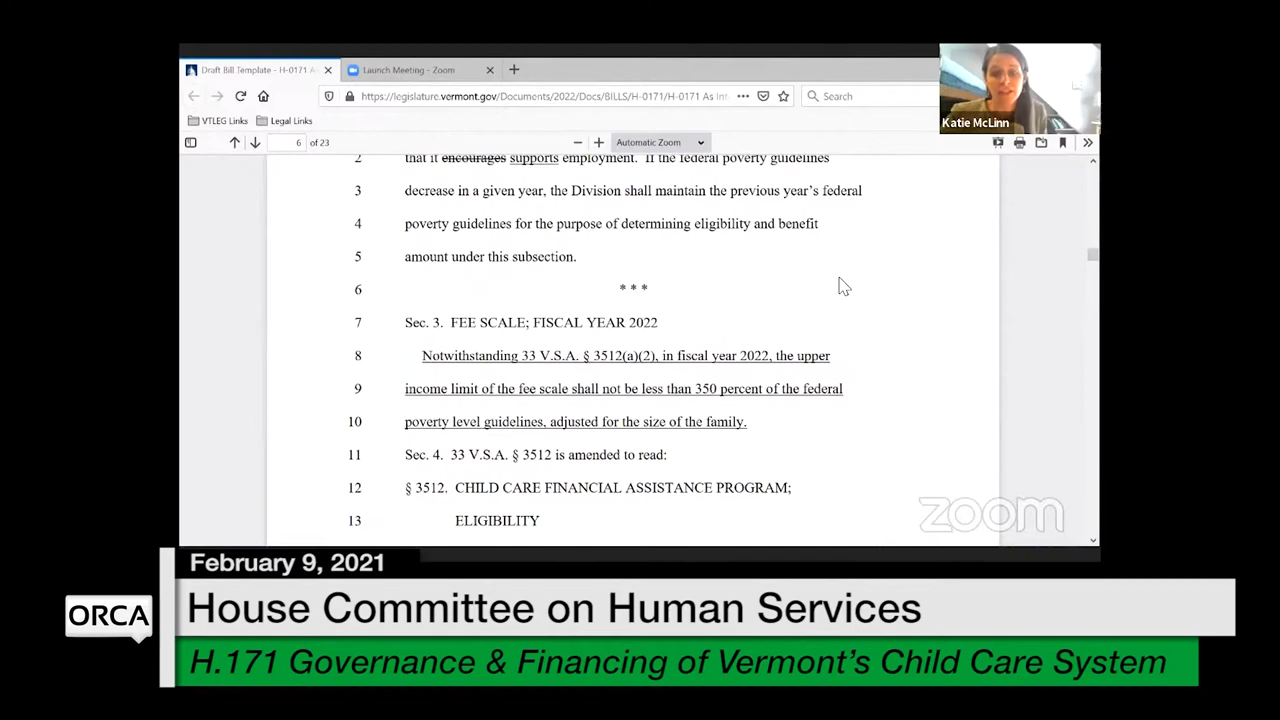 Draft Bill Template - H-0171 A
Launch Meeting - Zoom
https://legislature.vermont.gov/Documents/2022/Docs/BILLS/H-0171/H-0171 As Int
Search
VTLEG Links
Legal Links
6 of 23
Automatic Zoom
Katie McLinn
2 that it encourages supports employment. If the federal poverty guidelines
3 decrease in a given year, the Division shall maintain the previous year's federal
4 poverty guidelines for the purpose of determining eligibility and benefit
5 amount under this subsection.
6 * * *
7 Sec. 3. FEE SCALE; FISCAL YEAR 2022
8 Notwithstanding 33 V.S.A. § 3512(a)(2), in fiscal year 2022, the upper
9 income limit of the fee scale shall not be less than 350 percent of the federal
10 poverty level guidelines, adjusted for the size of the family.
11 Sec. 4. 33 V.S.A. § 3512 is amended to read:
12 § 3512. CHILD CARE FINANCIAL ASSISTANCE PROGRAM;
13 ELIGIBILITY
zoom
February 9, 2021
ORCA
House Committee on Human Services
H.171 Governance & Financing of Vermont's Child Care System